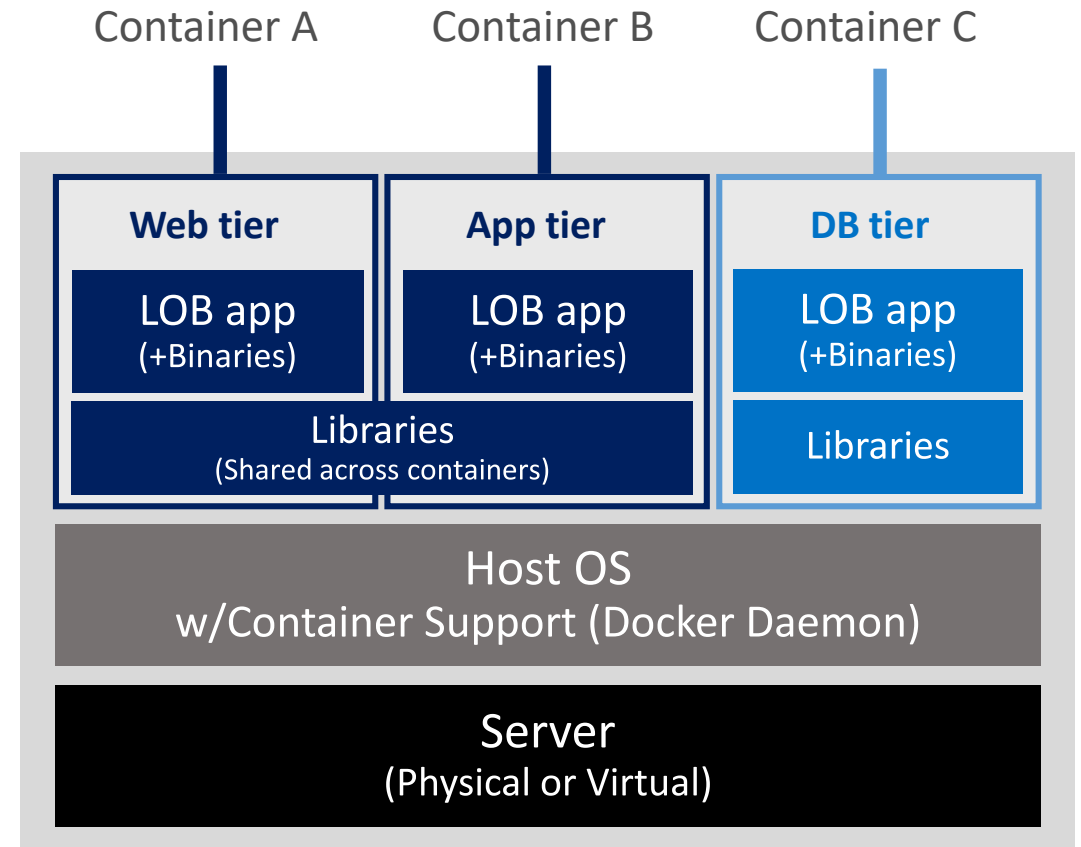 Container A
Container B
Container C
Web tier
App tier
DB tier
LOB app
(+Binaries)
LOB app
(+Binaries)
LOB app
(+Binaries)
Libraries
(Shared across containers)
Libraries
Host OS
w/Container Support (Docker Daemon)
Server
(Physical or Virtual)